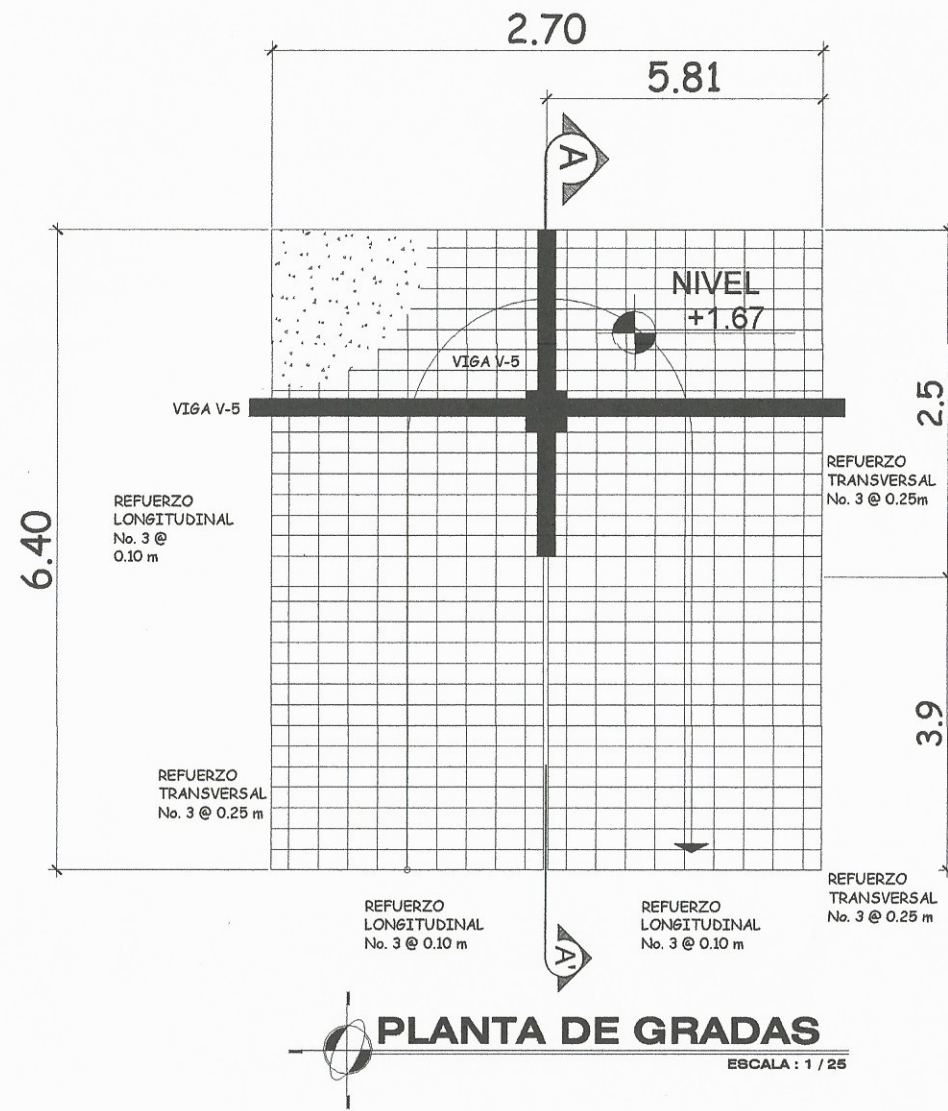 2.70
5.81
A
NIVEL
+1.67
VIGA V-5
VIGA V-5
2.5
REFUERZO
TRANSVERSAL
No. 3 @ 0.25m
REFUERZO
LONGITUDINAL
No. 3 @
0.10 m
6.40
3.9
REFUERZO
TRANSVERSAL
No. 3 @ 0.25 m
REFUERZO
TRANSVERSAL
No. 3 @ 0.25 m
REFUERZO
LONGITUDINAL
No. 3 @ 0.10 m
REFUERZO
LONGITUDINAL
No. 3 @ 0.10 m
A'
PLANTA DE GRADAS
ESCALA : 1 / 25